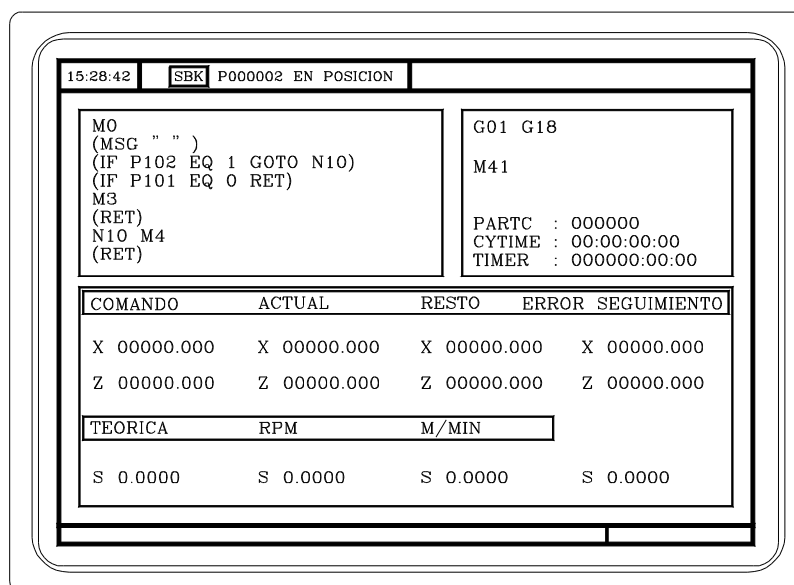 15:28:42 SBK P000002 EN POSICION
M0
(MSG " " )
(IF P102 EQ 1 GOTO N10)
(IF P101 EQ 0 RET)
M3
(RET)
N10 M4
(RET)
G01 G18
M41
PARTC : 000000
CYTIME : 00:00:00:00
TIMER : 000000:00:00
COMANDO ACTUAL RESTO ERROR SEGUIMIENTO
X 00000.000 X 00000.000 X 00000.000 X 00000.000
Z 00000.000 Z 00000.000 Z 00000.000 Z 00000.000
TEORICA RPM M/MIN
S 0.0000 S 0.0000 S 0.0000 S 0.0000